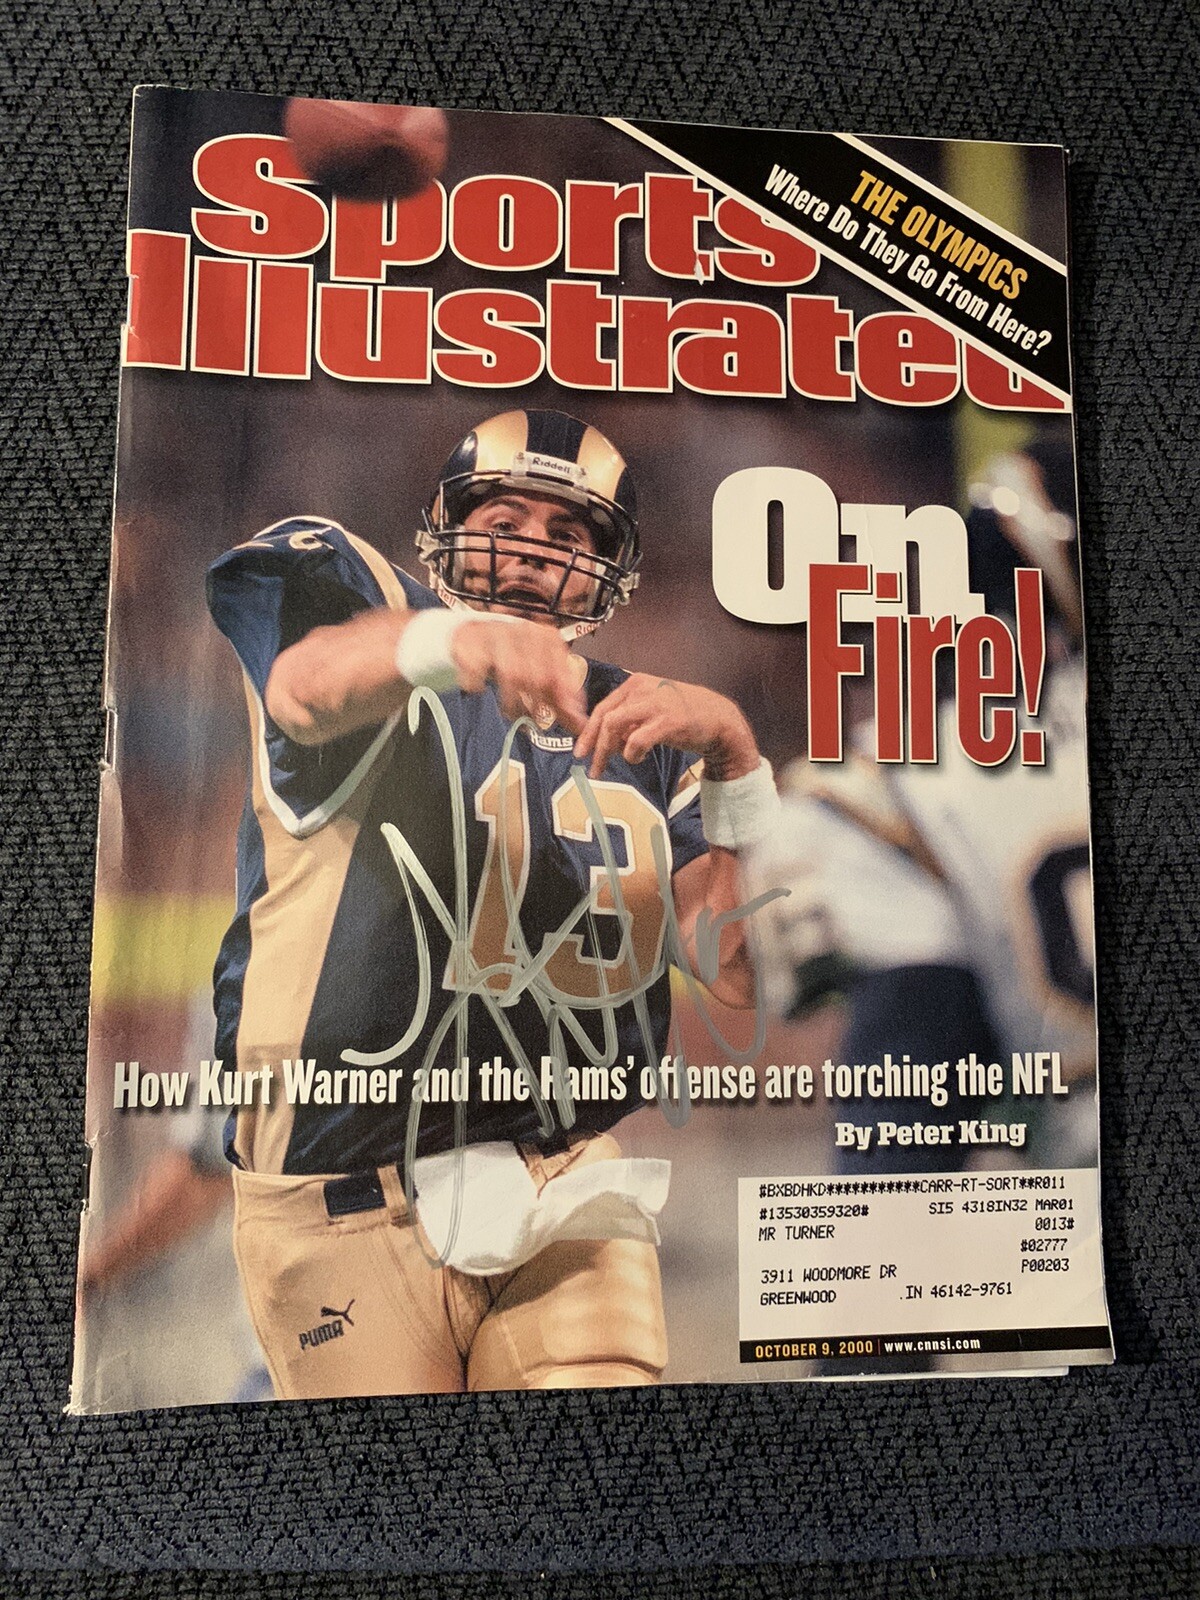 Sports
Illustrated
THE OLYMPICS
Where Do They Go From Here?
Riddell
On
Fire!
Rams
13
How Kurt Warner and the Rams' offense are torching the NFL
By Peter King
PUMA
#BXBDHKD***********CARR-RT-SORT**R011
#13530359320# SI5 4318IN32 MAR01
MR TURNER 0013#
#02777
3911 WOODMORE DR P00203
GREENWOOD .IN 46142-9761
OCTOBER 9, 2000 | www.cnnsi.com